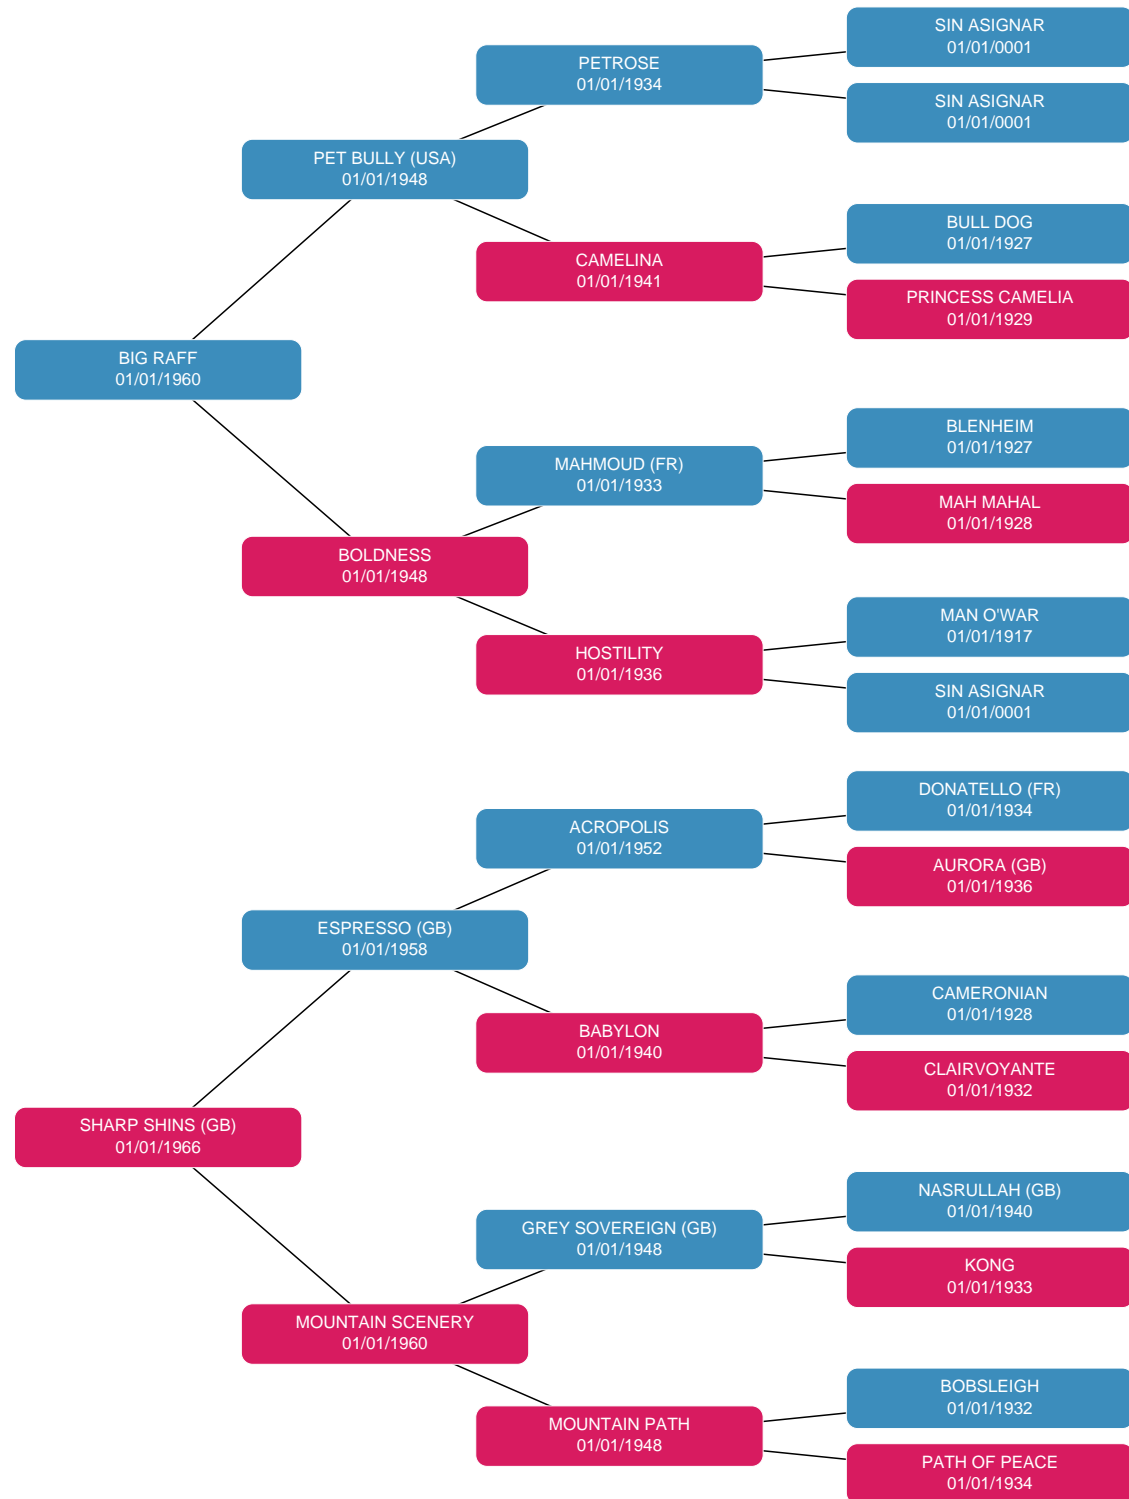 SIN ASIGNAR
01/01/0001
PETROSE
01/01/1934
SIN ASIGNAR
01/01/0001
PET BULLY (USA)
01/01/1948
BULL DOG
01/01/1927
CAMELINA
01/01/1941
PRINCESS CAMELIA
01/01/1929
BIG RAFF
01/01/1960
BLENHEIM
01/01/1927
MAHMOUD (FR)
01/01/1933
MAH MAHAL
01/01/1928
BOLDNESS
01/01/1948
MAN O'WAR
01/01/1917
HOSTILITY
01/01/1936
SIN ASIGNAR
01/01/0001
DONATELLO (FR)
01/01/1934
ACROPOLIS
01/01/1952
AURORA (GB)
01/01/1936
ESPRESSO (GB)
01/01/1958
CAMERONIAN
01/01/1928
BABYLON
01/01/1940
CLAIRVOYANTE
01/01/1932
SHARP SHINS (GB)
01/01/1966
NASRULLAH (GB)
01/01/1940
GREY SOVEREIGN (GB)
01/01/1948
KONG
01/01/1933
MOUNTAIN SCENERY
01/01/1960
BOBSLEIGH
01/01/1932
MOUNTAIN PATH
01/01/1948
PATH OF PEACE
01/01/1934